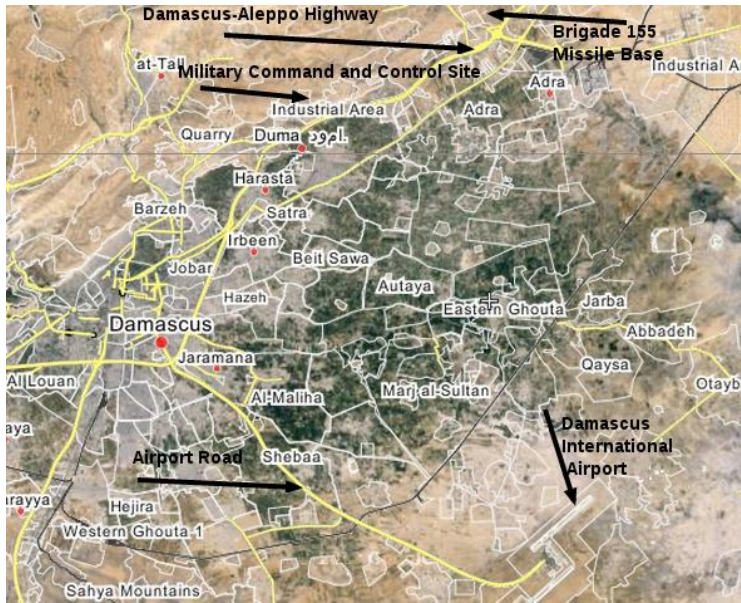 Damascus-Aleppo Highway
Brigade 155
Missile Base
at-Tall
Military Command and Control Site
Industrial Area
Adra
Industrial A
Adra
Quarry
Duma
Harasta
Barzeh
Satra
Irbeen
Jobar
Beit Sawa
Hazeh
Autaya
Eastern Ghouta
Jarba
Damascus
Abbadeh
Jaramana
Qaysa
Al Louan
Al-Maliha
Marj al-Sultan
Otayb
aya
Damascus
International
Airport
Airport Road
Shebaa
arayya
Hejira
Western Ghouta 1
Sahya Mountains